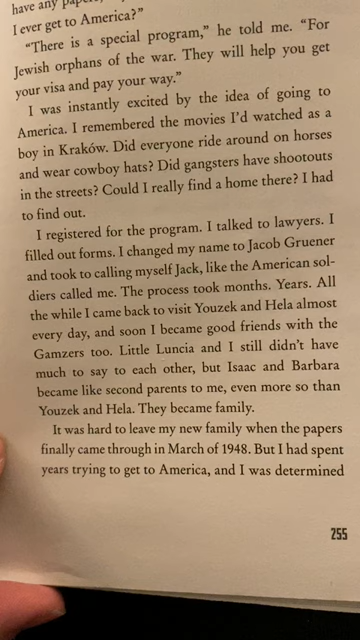 have any papers,
I ever get to America?”
“There is a special program,” he told me. “For
Jewish orphans of the war. They will help you get
your visa and pay your way.”
I was instantly excited by the idea of going to
America. I remembered the movies I’d watched as a
boy in Kraków. Did everyone ride around on horses
and wear cowboy hats? Did gangsters have shootouts
in the streets? Could I really find a home there? I had
to find out.
I registered for the program. I talked to lawyers. I
filled out forms. I changed my name to Jacob Gruener
and took to calling myself Jack, like the American sol-
diers called me. The process took months. Years. All
the while I came back to visit Youzek and Hela almost
every day, and soon I became good friends with the
Gamzers too. Little Luncia and I still didn’t have
much to say to each other, but Isaac and Barbara
became like second parents to me, even more so than
Youzek and Hela. They became family.
It was hard to leave my new family when the papers
finally came through in March of 1948. But I had spent
years trying to get to America, and I was determined
255